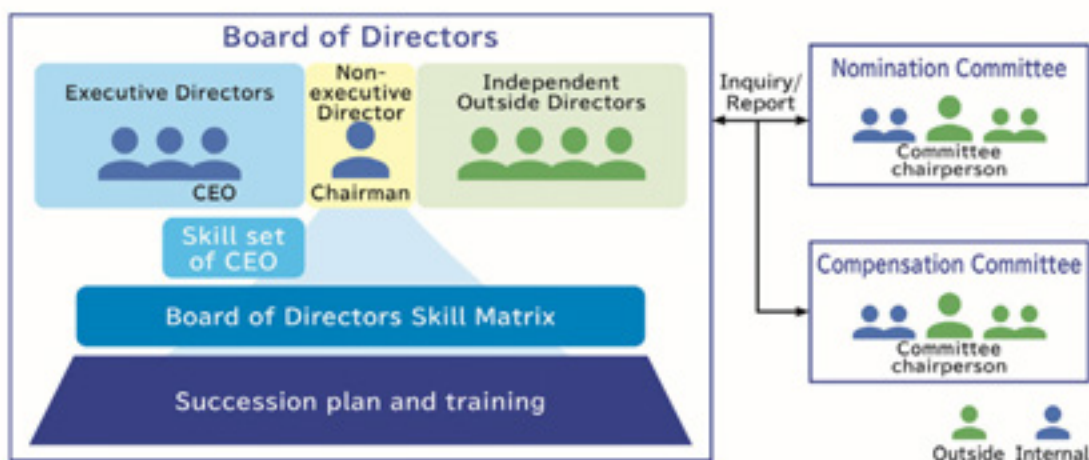 Board of Directors
Executive Directors
CEO
Non-
executive
Director
Chairman
Independent
Outside Directors
Skill set
of CEO
Board of Directors Skill Matrix
Succession plan and training
Inquiry/
Report
Nomination Committee
Committee
chairperson
Compensation Committee
Committee
chairperson
Outside
Internal